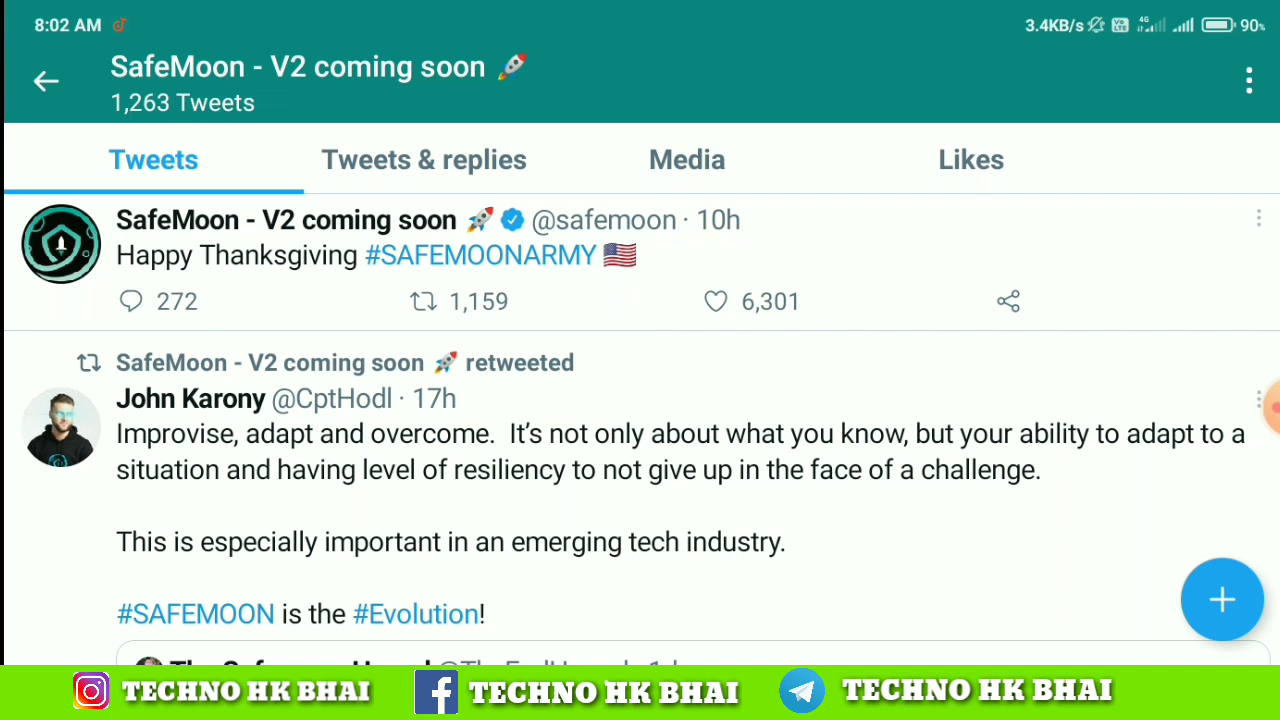 8:02 AM 3.4KB/s Vo LTE 4G 90%
SafeMoon - V2 coming soon 🚀
1,263 Tweets
Tweets Tweets & replies Media Likes
SafeMoon - V2 coming soon 🚀 @safemoon · 10h
Happy Thanksgiving #SAFEMOONARMY 🇺🇸
272 1,159 6,301
SafeMoon - V2 coming soon 🚀 retweeted
John Karony @CptHodl · 17h
Improvise, adapt and overcome. It's not only about what you know, but your ability to adapt to a
situation and having level of resiliency to not give up in the face of a challenge.
This is especially important in an emerging tech industry.
#SAFEMOON is the #Evolution!
TECHNO HK BHAI TECHNO HK BHAI TECHNO HK BHAI